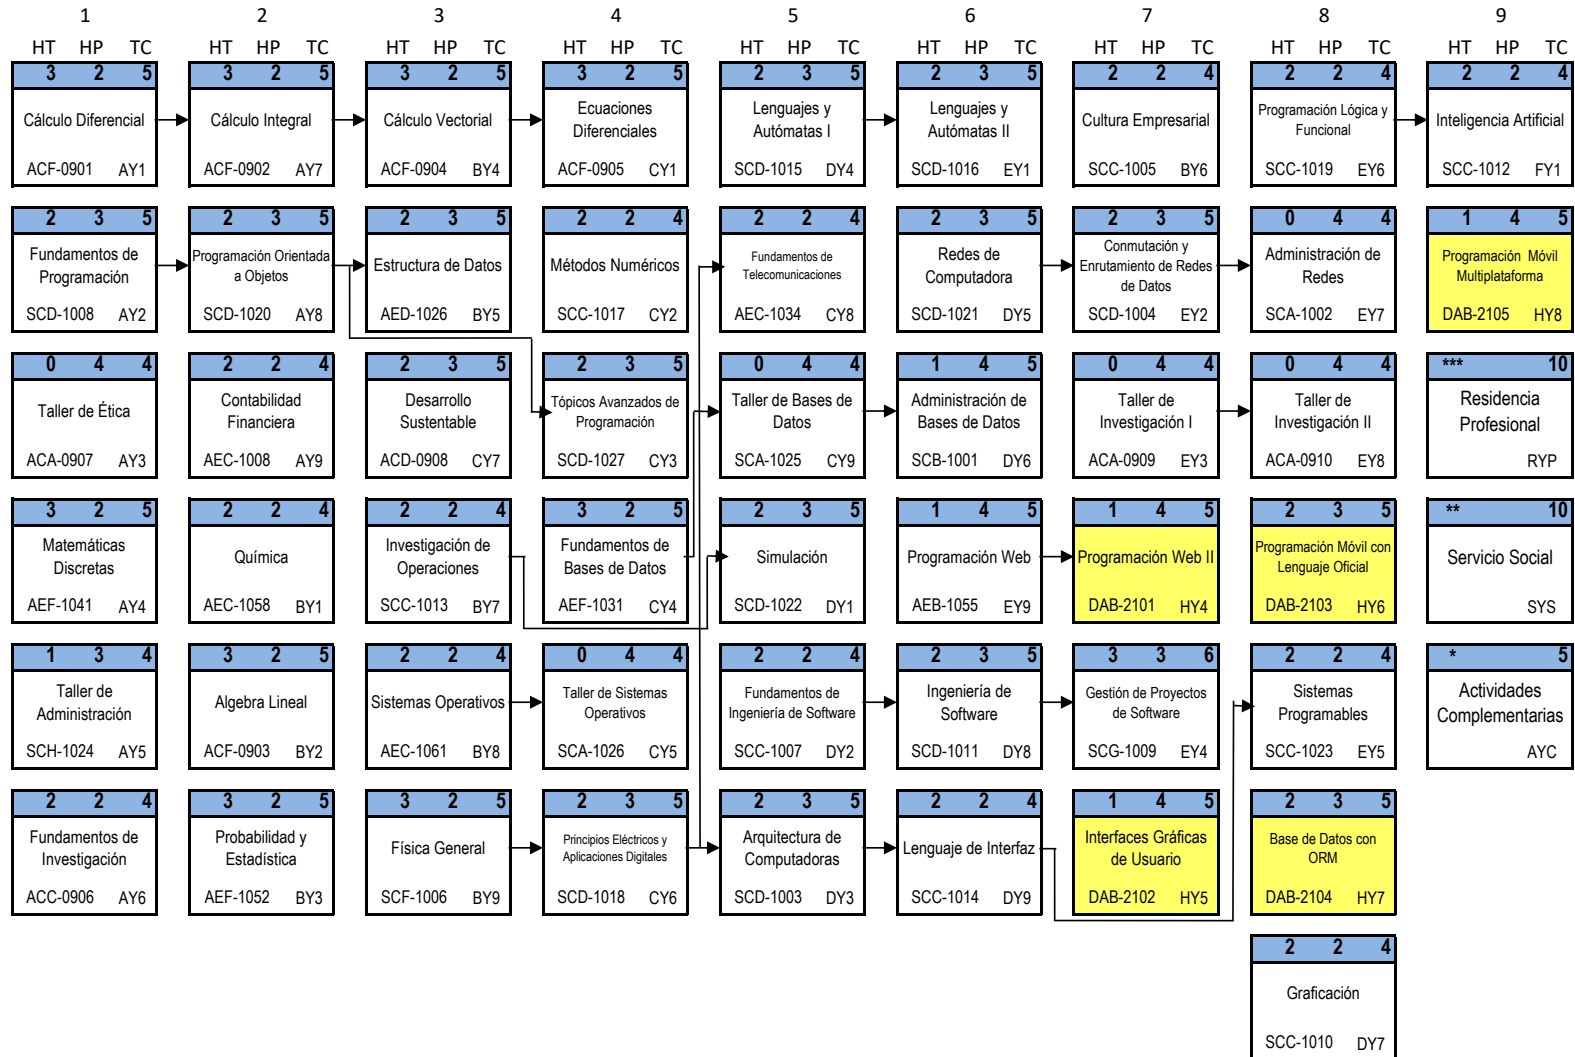 1 2 3 4 5 6 7 8 9
HT HP TC HT HP TC HT HP TC HT HP TC HT HP TC HT HP TC HT HP TC HT HP TC HT HP TC
3 2 5
Cálculo Diferencial
ACF-0901 AY1
3 2 5
Cálculo Integral
ACF-0902 AY7
3 2 5
Cálculo Vectorial
ACF-0904 BY4
3 2 5
Ecuaciones
Diferenciales
ACF-0905 CY1
2 3 5
Lenguajes y
Autómatas I
SCD-1015 DY4
2 3 5
Lenguajes y
Autómatas II
SCD-1016 EY1
2 2 4
Cultura Empresarial
SCC-1005 BY6
2 2 4
Programación Lógica y
Funcional
SCC-1019 EY6
2 2 4
Inteligencia Artificial
SCC-1012 FY1
2 3 5
Fundamentos de
Programación
SCD-1008 AY2
2 3 5
Programación Orientada
a Objetos
SCD-1020 AY8
2 3 5
Estructura de Datos
AED-1026 BY5
2 2 4
Métodos Numéricos
SCC-1017 CY2
2 2 4
Fundamentos de
Telecomunicaciones
AEC-1034 CY8
2 3 5
Redes de
Computadora
SCD-1021 DY5
2 3 5
Conmutación y
Enrutamiento de Redes
de Datos
SCD-1004 EY2
0 4 4
Administración de
Redes
SCA-1002 EY7
1 4 5
Programación Móvil
Multiplataforma
DAB-2105 HY8
0 4 4
Taller de Ética
ACA-0907 AY3
2 2 4
Contabilidad
Financiera
AEC-1008 AY9
2 3 5
Desarrollo
Sustentable
ACD-0908 CY7
2 3 5
Tópicos Avanzados de
Programación
SCD-1027 CY3
0 4 4
Taller de Bases de
Datos
SCA-1025 CY9
1 4 5
Administración de
Bases de Datos
SCB-1001 DY6
0 4 4
Taller de
Investigación I
ACA-0909 EY3
0 4 4
Taller de
Investigación II
ACA-0910 EY8
*** 10
Residencia
Profesional
RYP
3 2 5
Matemáticas
Discretas
AEF-1041 AY4
2 2 4
Química
AEC-1058 BY1
2 2 4
Investigación de
Operaciones
SCC-1013 BY7
3 2 5
Fundamentos de
Bases de Datos
AEF-1031 CY4
2 3 5
Simulación
SCD-1022 DY1
1 4 5
Programación Web
AEB-1055 EY9
1 4 5
Programación Web II
DAB-2101 HY4
2 3 5
Programación Móvil con
Lenguaje Oficial
DAB-2103 HY6
** 10
Servicio Social
SYS
1 3 4
Taller de
Administración
SCH-1024 AY5
3 2 5
Algebra Lineal
ACF-0903 BY2
2 2 4
Sistemas Operativos
AEC-1061 BY8
0 4 4
Taller de Sistemas
Operativos
SCA-1026 CY5
2 2 4
Fundamentos de
Ingeniería de Software
SCC-1007 DY2
2 3 5
Ingeniería de
Software
SCD-1011 DY8
3 3 6
Gestión de Proyectos
de Software
SCG-1009 EY4
2 2 4
Sistemas
Programables
SCC-1023 EY5
* 5
Actividades
Complementarias
AYC
2 2 4
Fundamentos de
Investigación
ACC-0906 AY6
3 2 5
Probabilidad y
Estadística
AEF-1052 BY3
3 2 5
Física General
SCF-1006 BY9
2 3 5
Principios Eléctricos y
Aplicaciones Digitales
SCD-1018 CY6
2 3 5
Arquitectura de
Computadoras
SCD-1003 DY3
2 2 4
Lenguaje de Interfaz
SCC-1014 DY9
1 4 5
Interfaces Gráficas
de Usuario
DAB-2102 HY5
2 3 5
Base de Datos con
ORM
DAB-2104 HY7
2 2 4
Graficación
SCC-1010 DY7